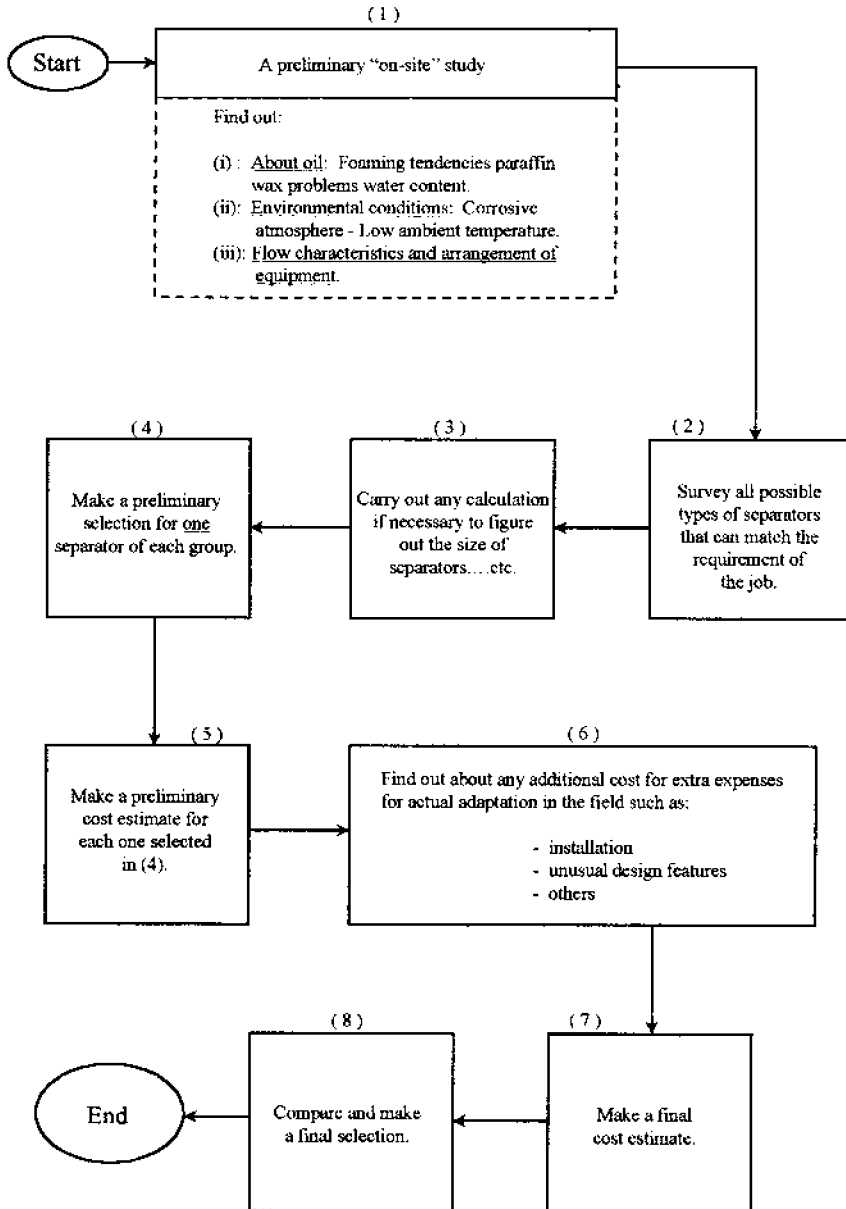 (1)
Start
A preliminary “on-site” study
Find out:
(i) : About oil: Foaming tendencies paraffin
wax problems water content.
(ii): Environmental conditions: Corrosive
atmosphere - Low ambient temperature.
(iii): Flow characteristics and arrangement of
equipment.
(2)
Survey all possible
types of separators
that can match the
requirement of
the job.
(3)
Carry out any calculation
if necessary to figure
out the size of
separators....etc.
(4)
Make a preliminary
selection for one
separator of each group.
(5)
Make a preliminary
cost estimate for
each one selected
in (4).
(6)
Find out about any additional cost for extra expenses
for actual adaptation in the field such as:
- installation
- unusual design features
- others
(7)
Make a final
cost estimate.
(8)
Compare and make
a final selection.
End